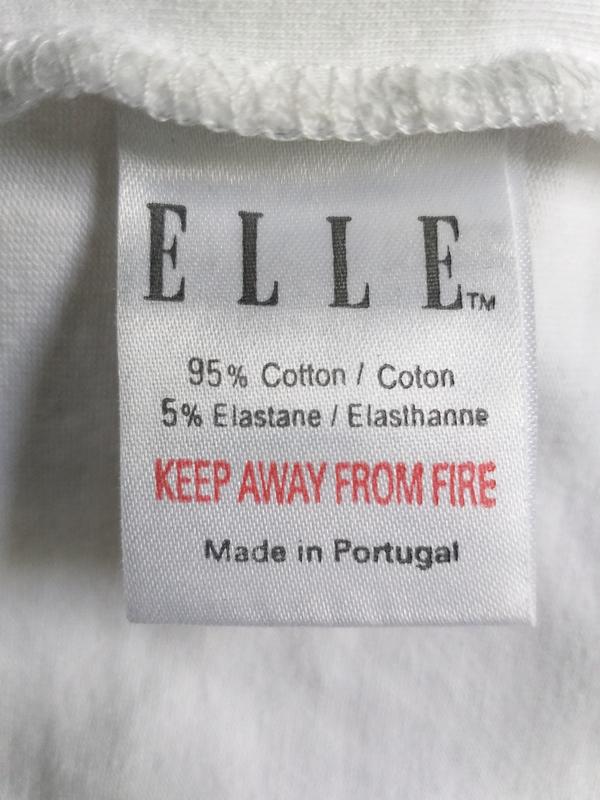 ELLE™
95% Cotton / Coton
5% Elastane / Elasthanne
KEEP AWAY FROM FIRE
Made in Portugal